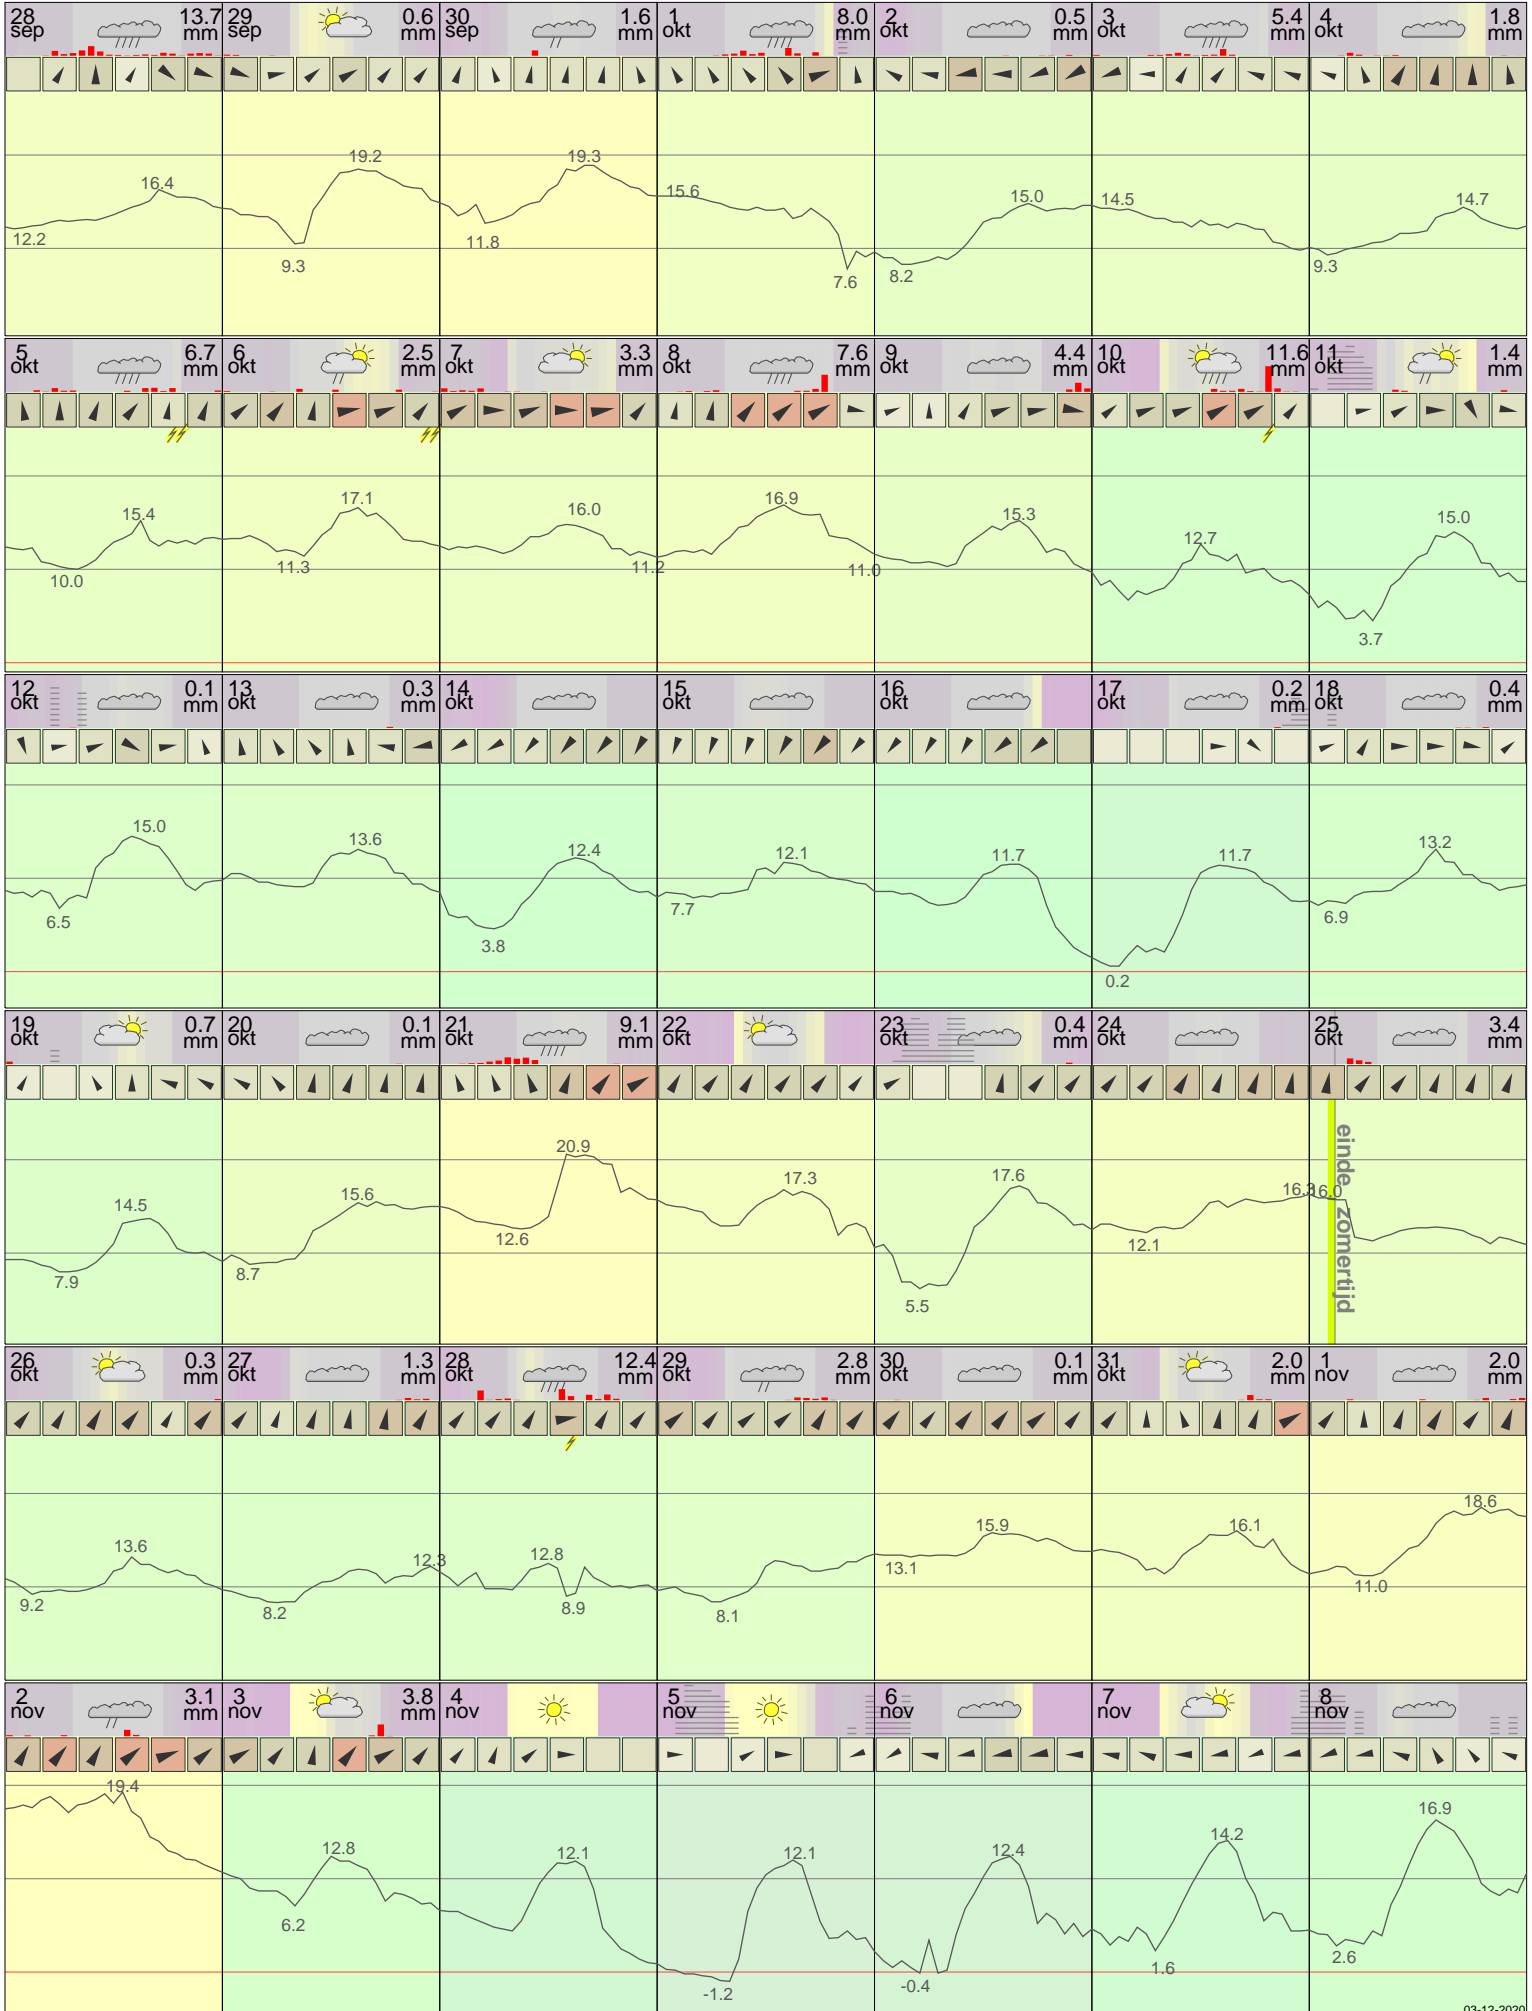 28 sep 13.7 mm 29 sep 0.6 mm 30 sep 1.6 mm 1 okt 8.0 mm 2 okt 0.5 mm 3 okt 5.4 mm 4 okt 1.8 mm
16.4 19.2 19.3 15.6 15.0 14.5 14.7
12.2 9.3 11.8 7.6 8.2 9.3
5 okt 6.7 mm 6 okt 2.5 mm 7 okt 3.3 mm 8 okt 7.6 mm 9 okt 4.4 mm 10 okt 11.6 mm 11 okt 1.4 mm
15.4 17.1 16.0 16.9 15.3 12.7 15.0
10.0 11.3 11.2 11.0 3.7
12 okt 0.1 mm 13 okt 0.3 mm 14 okt 15 okt 16 okt 17 okt 0.2 mm 18 okt 0.4 mm
15.0 13.6 12.4 12.1 11.7 11.7 13.2
6.5 3.8 7.7 0.2 6.9
19 okt 0.7 mm 20 okt 0.1 mm 21 okt 9.1 mm 22 okt 23 okt 0.4 mm 24 okt 25 okt 3.4 mm
14.5 15.6 20.9 17.3 17.6 16.3 16.0
7.9 8.7 12.6 5.5 12.1
einde zomertijd
26 okt 0.3 mm 27 okt 1.3 mm 28 okt 12.4 mm 29 okt 2.8 mm 30 okt 0.1 mm 31 okt 2.0 mm 1 nov 2.0 mm
13.6 12.3 12.8 15.9 16.1 18.6
9.2 8.2 8.9 8.1 13.1 11.0
2 nov 3.1 mm 3 nov 3.8 mm 4 nov 5 nov 6 nov 7 nov 8 nov
19.4 12.8 12.1 12.1 12.4 14.2 16.9
6.2 -1.2 -0.4 1.6 2.6
03-12-2020